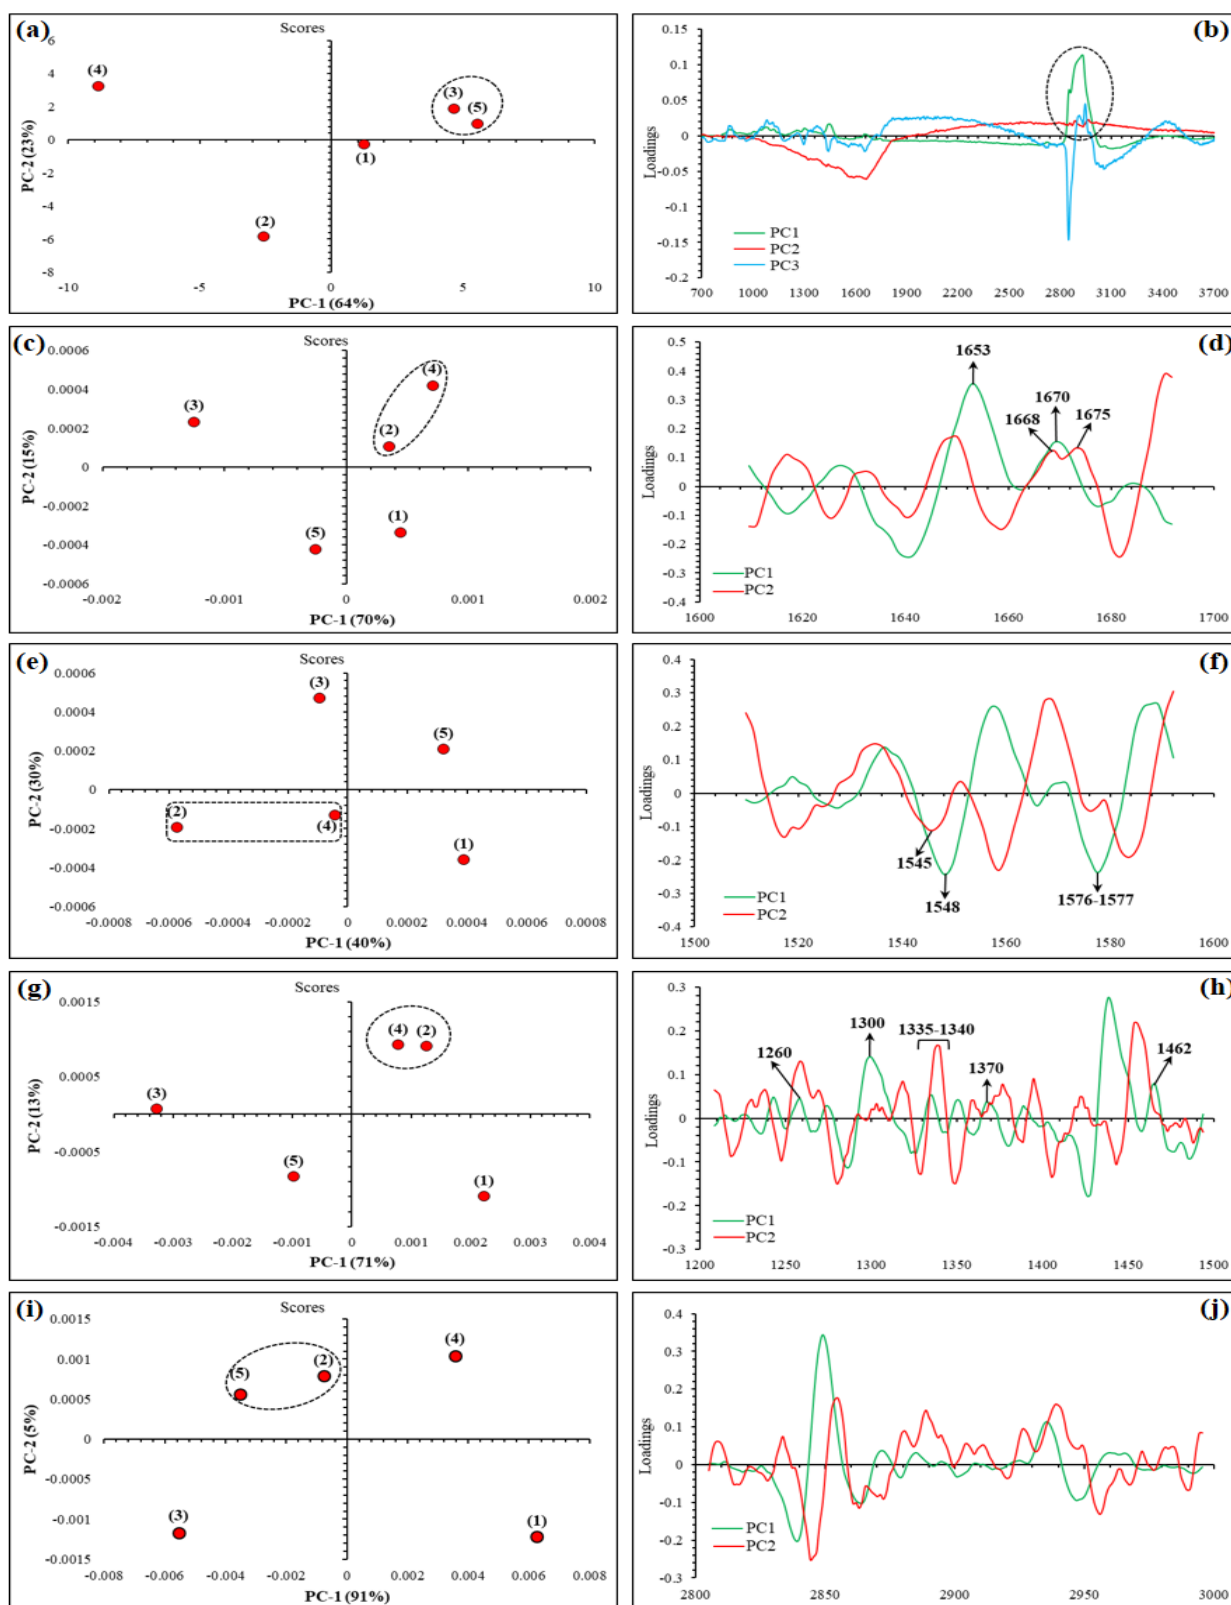 (a)
Scores
6
4
2
0
-2
-4
-6
-8
-10
-5
0
5
10
PC-2 (23%)
PC-1 (64%)
(4)
(3)
(5)
(1)
(2)
(b)
0.15
0.1
0.05
0
-0.05
-0.1
-0.15
-0.2
Loadings
PC1
PC2
PC3
700 1000 1300 1600 1900 2200 2500 2800 3100 3400 3700
(c)
Scores
0.0006
0.0004
0.0002
0
-0.0002
-0.0004
-0.0006
-0.002 -0.001 0 0.001 0.002
PC-2 (15%)
PC-1 (70%)
(4)
(3)
(2)
(1)
(5)
(d)
0.5
0.4
0.3
0.2
0.1
0
-0.1
-0.2
-0.3
-0.4
Loadings
1653
1670
1668
1675
PC1
PC2
1600 1620 1640 1660 1680 1700
(e)
Scores
0.0006
0.0004
0.0002
0
-0.0002
-0.0004
-0.0006
-0.0008 -0.0006 -0.0004 -0.0002 0 0.0002 0.0004 0.0006 0.0008
PC-2 (30%)
PC-1 (40%)
(3)
(5)
(2)
(4)
(1)
(f)
0.4
0.3
0.2
0.1
0
-0.1
-0.2
-0.3
-0.4
Loadings
1545
1548
1576-1577
PC1
PC2
1500 1520 1540 1560 1580 1600
(g)
Scores
0.0015
0.0005
-0.0005
-0.0015
-0.004 -0.003 -0.002 -0.001 0 0.001 0.002 0.003 0.004
PC-2 (13%)
PC-1 (71%)
(4)
(2)
(3)
(5)
(1)
(h)
0.3
0.2
0.1
0
-0.1
-0.2
-0.3
Loadings
1260
1300
1335-1340
1370
1462
PC1
PC2
1200 1250 1300 1350 1400 1450 1500
(i)
Scores
0.0015
0.001
0.0005
0
-0.0005
-0.001
-0.0015
-0.008 -0.006 -0.004 -0.002 0 0.002 0.004 0.006 0.008
PC-2 (5%)
PC-1 (91%)
(4)
(2)
(5)
(3)
(1)
(j)
0.4
0.3
0.2
0.1
0
-0.1
-0.2
-0.3
Loadings
PC1
PC2
2800 2850 2900 2950 3000